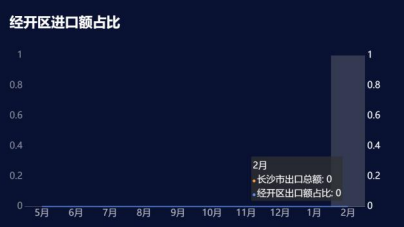 经开区进口额占比
1 1
0.8 0.8
0.6 0.6
0.4 0.4
0.2 0.2
0 0
2月
长沙市出口总额: 0
经开区出口额占比: 0
5月 6月 7月 8月 9月 10月 11月 12月 1月 2月